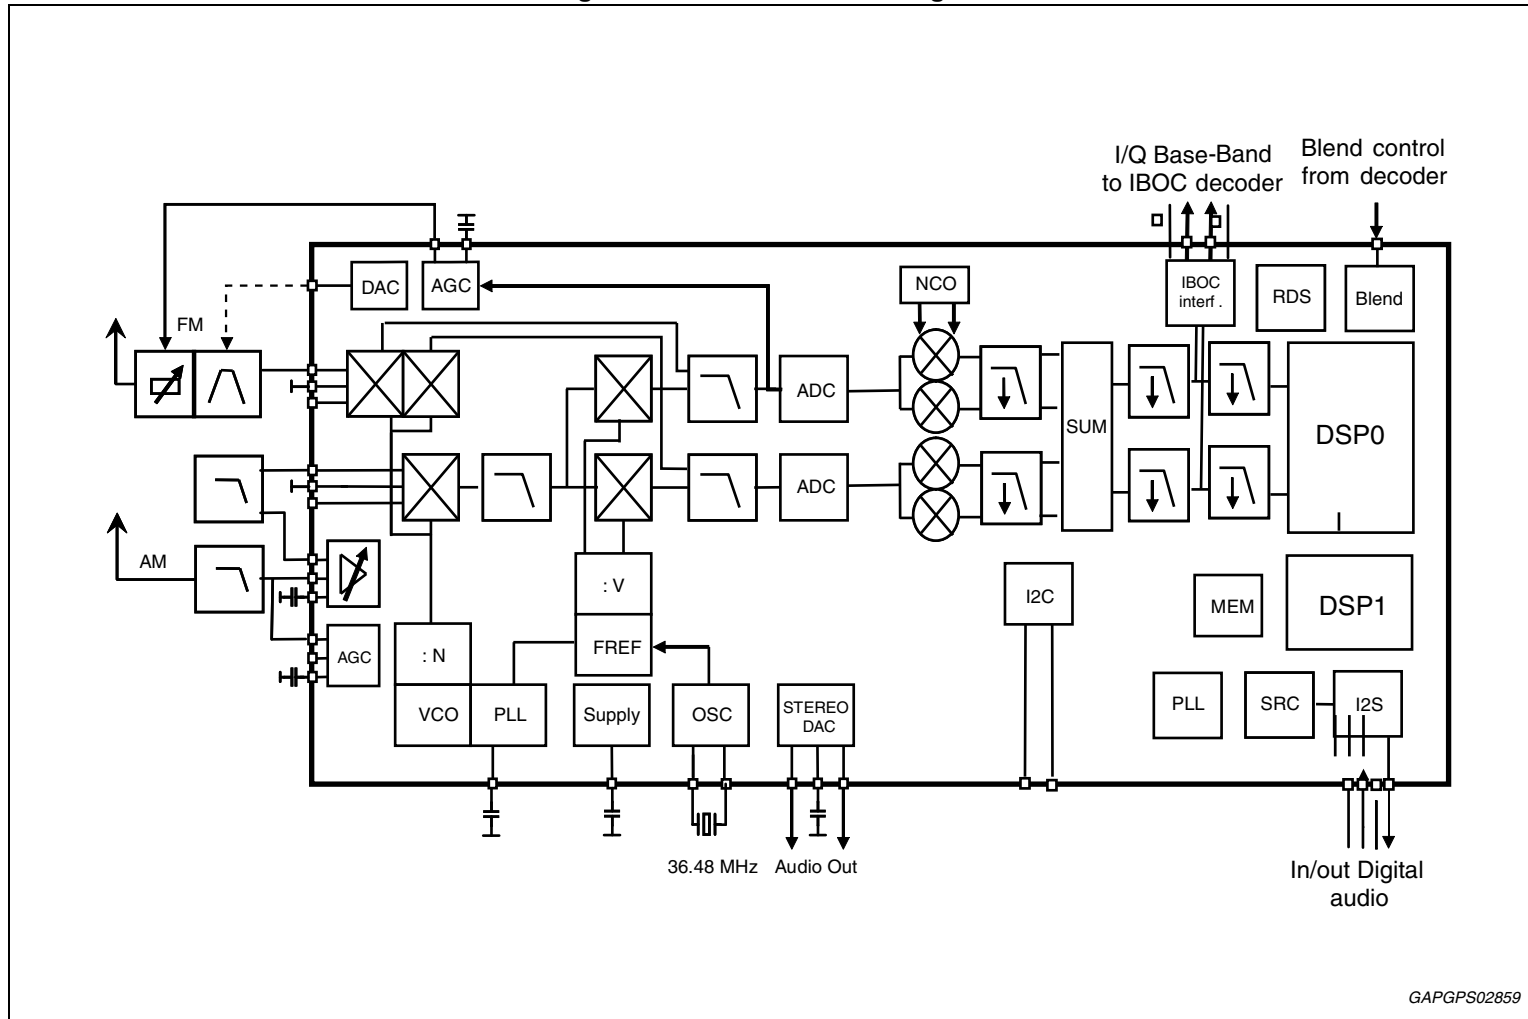 I/Q Base-Band
to IBOC decoder
Blend control
from decoder
DAC
AGC
NCO
IBOC
interf .
RDS
Blend
FM
ADC
SUM
DSP0
ADC
AM
: V
I2C
MEM
DSP1
AGC
: N
FREF
VCO
PLL
Supply
OSC
STEREO
DAC
PLL
SRC
I2S
36.48 MHz
Audio Out
In/out Digital
audio
GAPGPS02859